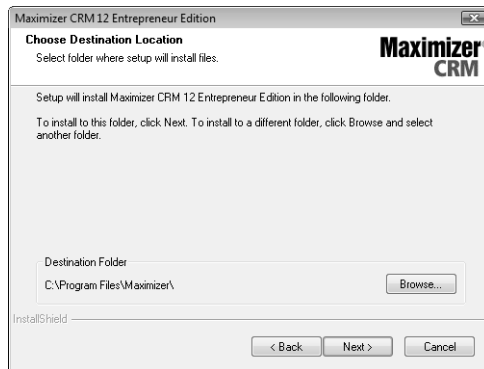 Maximizer CRM 12 Entrepreneur Edition
Choose Destination Location
Select folder where setup will install files.
Maximizer
CRM
Setup will install Maximizer CRM 12 Entrepreneur Edition in the following folder.
To install to this folder, click Next. To install to a different folder, click Browse and select
another folder.
Destination Folder
C:\Program Files\Maximizer\
Browse...
InstallShield
< Back
Next >
Cancel